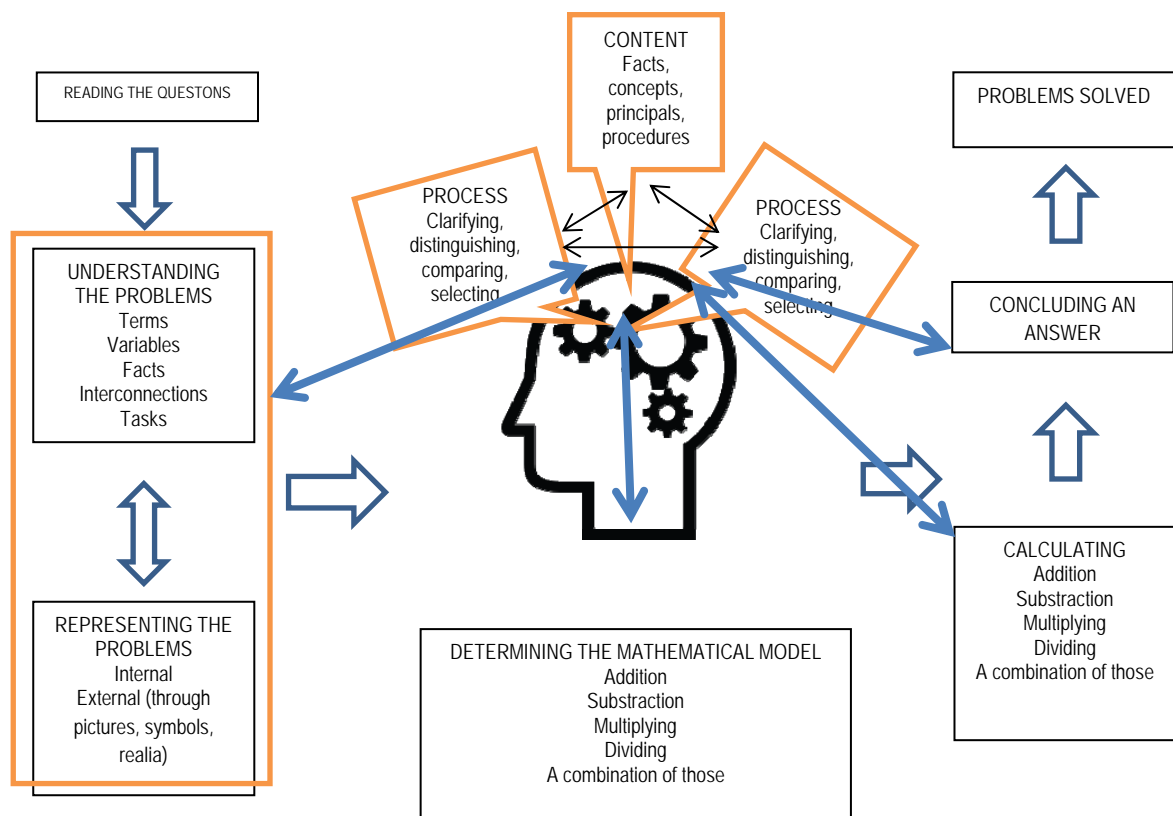 READING THE QUESTONS
UNDERSTANDING
THE PROBLEMS
Terms
Variables
Facts
Interconnections
Tasks
REPRESENTING THE
PROBLEMS
Internal
External (through
pictures, symbols,
realia)
CONTENT
Facts,
concepts,
principals,
procedures
PROCESS
Clarifying,
distinguishing,
comparing,
selecting
PROCESS
Clarifying,
distinguishing,
comparing,
selecting
DETERMINING THE MATHEMATICAL MODEL
Addition
Substraction
Multiplying
Dividing
A combination of those
CALCULATING
Addition
Substraction
Multiplying
Dividing
A combination of those
CONCLUDING AN
ANSWER
PROBLEMS SOLVED